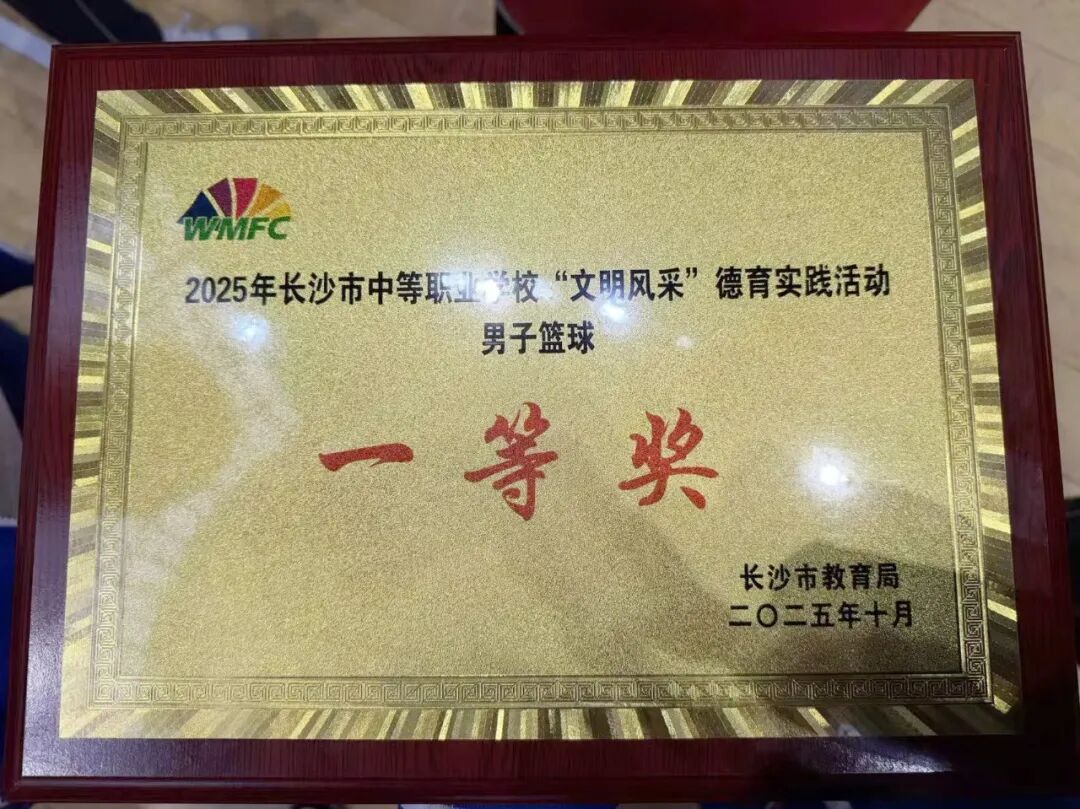 WMFC
2025年长沙市中等职业学校“文明风采”德育实践活动
男子篮球
一等奖
长沙市教育局
二〇二五年十月